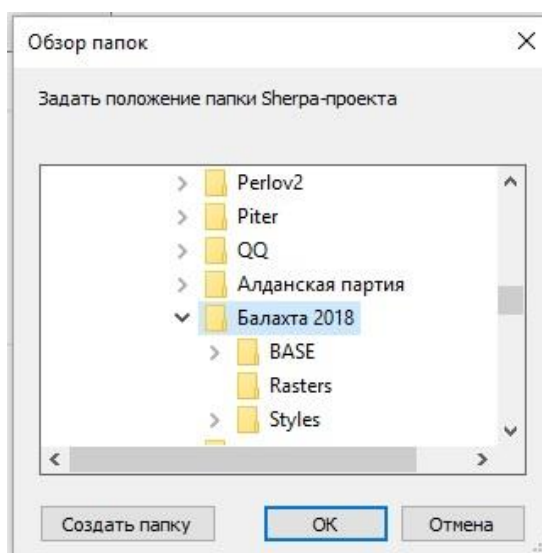 Обзор папок
Задать положение папки Sherpa-проекта
Perlov2
Piter
QQ
Алданская партия
Балахта 2018
BASE
Rasters
Styles
Создать папку
OK
Отмена